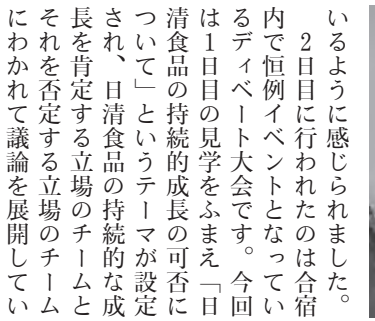 いるように感じられました。
　2日目に行われたのは合宿
内で恒例イベントとなってい
るディベート大会です。今回
は1日目の見学をふまえ「日
清食品の持続的成長の可否に
ついて」というテーマが設定
され、日清食品の持続的な成
長を肯定する立場のチームと
それを否定する立場のチーム
にわかれて議論を展開してい